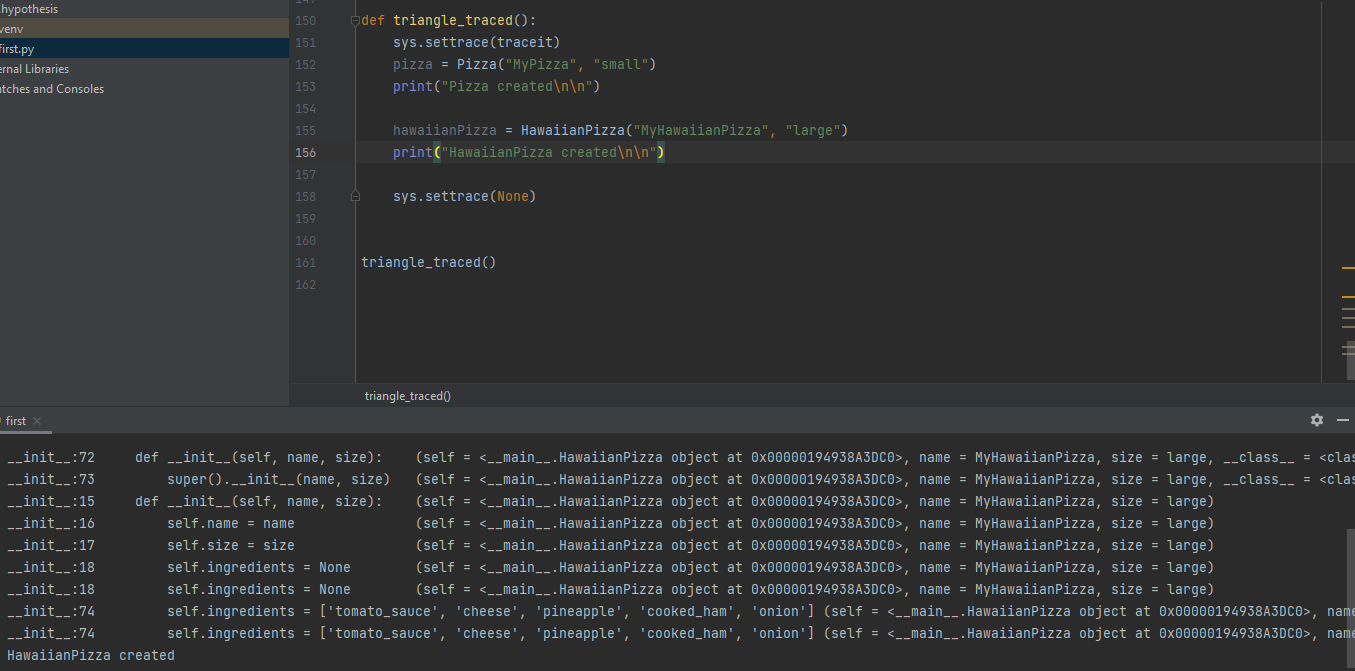 .hypothesis
venv
first.py
ernal Libraries
tches and Consoles
149
150 def triangle_traced():
151 sys.settrace(traceit)
152 pizza = Pizza("MyPizza", "small")
153 print("Pizza created\n\n")
154
155 hawaiianPizza = HawaiianPizza("MyHawaiianPizza", "large")
156 print("HawaiianPizza created\n\n")
157
158 sys.settrace(None)
159
160
161 triangle_traced()
162
triangle_traced()
first
__init__:72 def __init__(self, name, size): (self = <__main__.HawaiianPizza object at 0x00000194938A3DC0>, name = MyHawaiianPizza, size = large, __class__ = <clas
__init__:73 super().__init__(name, size) (self = <__main__.HawaiianPizza object at 0x00000194938A3DC0>, name = MyHawaiianPizza, size = large, __class__ = <clas
__init__:15 def __init__(self, name, size): (self = <__main__.HawaiianPizza object at 0x00000194938A3DC0>, name = MyHawaiianPizza, size = large)
__init__:16 self.name = name (self = <__main__.HawaiianPizza object at 0x00000194938A3DC0>, name = MyHawaiianPizza, size = large)
__init__:17 self.size = size (self = <__main__.HawaiianPizza object at 0x00000194938A3DC0>, name = MyHawaiianPizza, size = large)
__init__:18 self.ingredients = None (self = <__main__.HawaiianPizza object at 0x00000194938A3DC0>, name = MyHawaiianPizza, size = large)
__init__:18 self.ingredients = None (self = <__main__.HawaiianPizza object at 0x00000194938A3DC0>, name = MyHawaiianPizza, size = large)
__init__:74 self.ingredients = ['tomato_sauce', 'cheese', 'pineapple', 'cooked_ham', 'onion'] (self = <__main__.HawaiianPizza object at 0x00000194938A3DC0>, name
__init__:74 self.ingredients = ['tomato_sauce', 'cheese', 'pineapple', 'cooked_ham', 'onion'] (self = <__main__.HawaiianPizza object at 0x00000194938A3DC0>, name
HawaiianPizza created